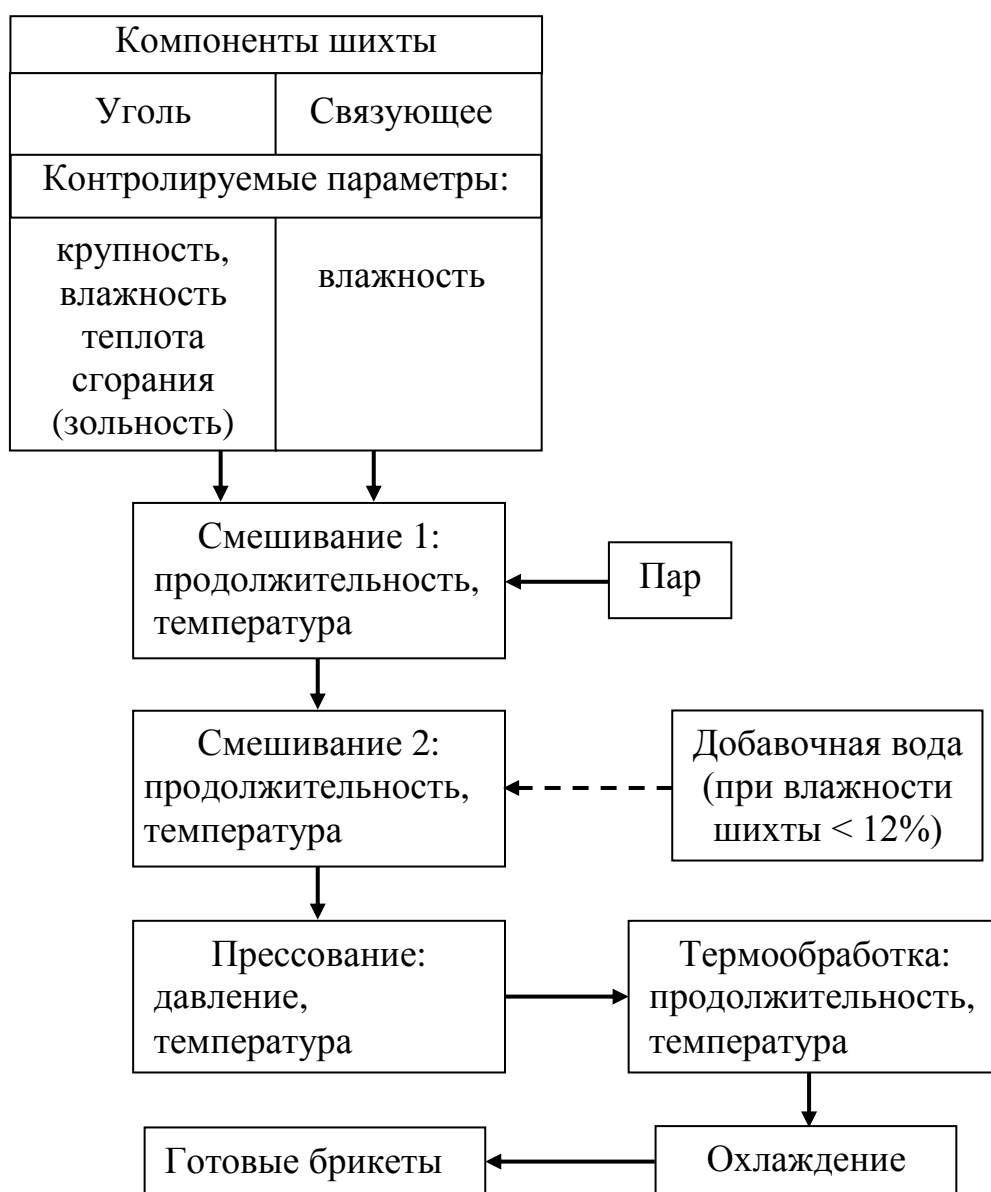 Компоненты шихты
Уголь
Связующее
Контролируемые параметры:
крупность,
влажность
теплота
сгорания
(зольность)
влажность
Смешивание 1:
продолжительность,
температура
Пар
Смешивание 2:
продолжительность,
температура
Добавочная вода
(при влажности
шихты < 12%)
Прессование:
давление,
температура
Термообработка:
продолжительность,
температура
Готовые брикеты
Охлаждение